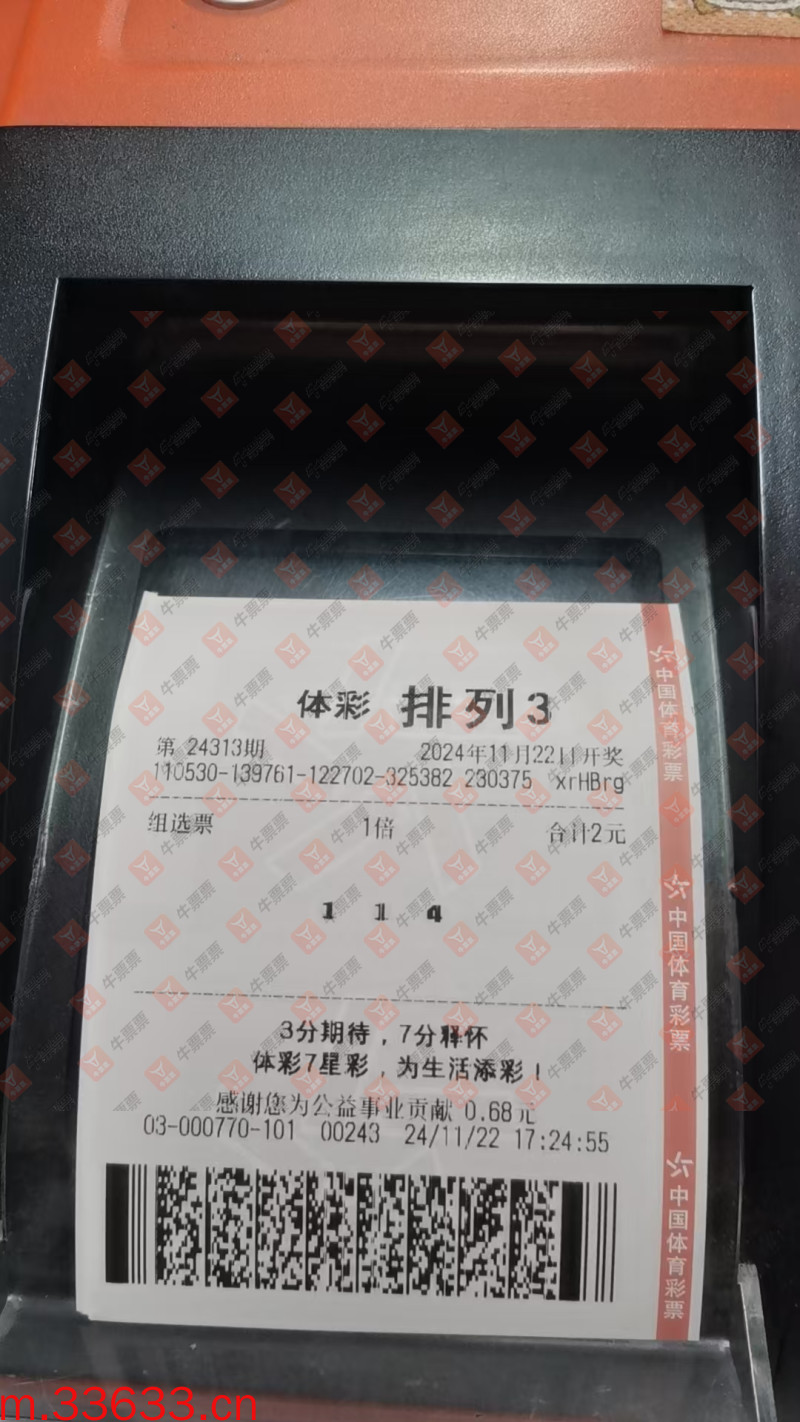 体彩 排列3
第 24313期 2024年11月22日开奖
110530-139761-122702-325382 230375 xrHBrg
组选票 1倍 合计2元
1 1 4
3分期待，7分释怀
体彩7星彩，为生活添彩！
感谢您为公益事业贡献 0.68元
03-000770-101 00243 24/11/22 17:24:55
中国体育彩票
中国体育彩票
中国体育彩票
牛票票
m.33633.cn